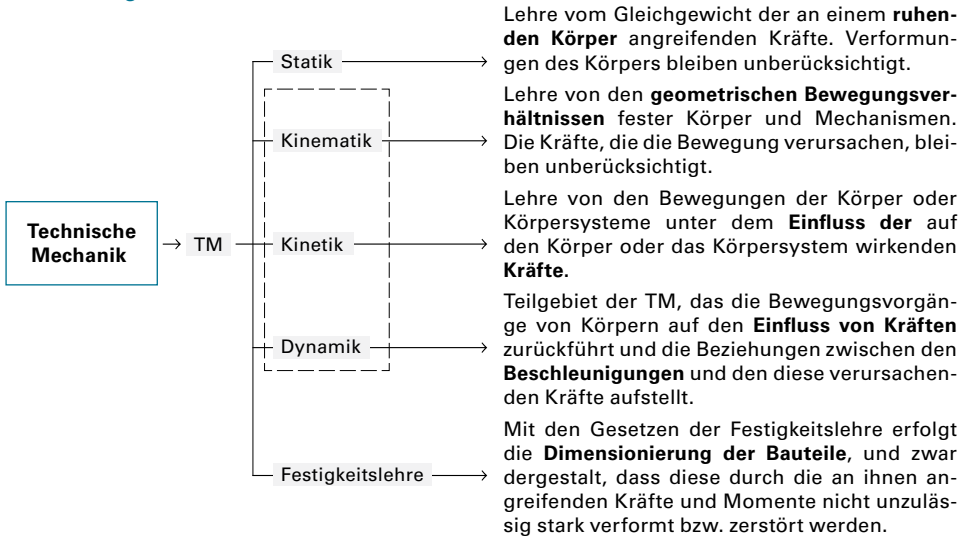 Technische
Mechanik
TM
Statik
Lehre vom Gleichgewicht der an einem ruhen-
den Körper angreifenden Kräfte. Verformun-
gen des Körpers bleiben unberücksichtigt.
Kinematik
Lehre von den geometrischen Bewegungsver-
hältnissen fester Körper und Mechanismen.
Die Kräfte, die die Bewegung verursachen, blei-
ben unberücksichtigt.
Kinetik
Lehre von den Bewegungen der Körper oder
Körpersysteme unter dem Einfluss der auf
den Körper oder das Körpersystem wirkenden
Kräfte.
Dynamik
Teilgebiet der TM, das die Bewegungsvorgän-
ge von Körpern auf den Einfluss von Kräften
zurückführt und die Beziehungen zwischen den
Beschleunigungen und den diese verursachen-
den Kräfte aufstellt.
Festigkeitslehre
Mit den Gesetzen der Festigkeitslehre erfolgt
die Dimensionierung der Bauteile, und zwar
dergestalt, dass diese durch die an ihnen an-
greifenden Kräfte und Momente nicht unzuläs-
sig stark verformt bzw. zerstört werden.